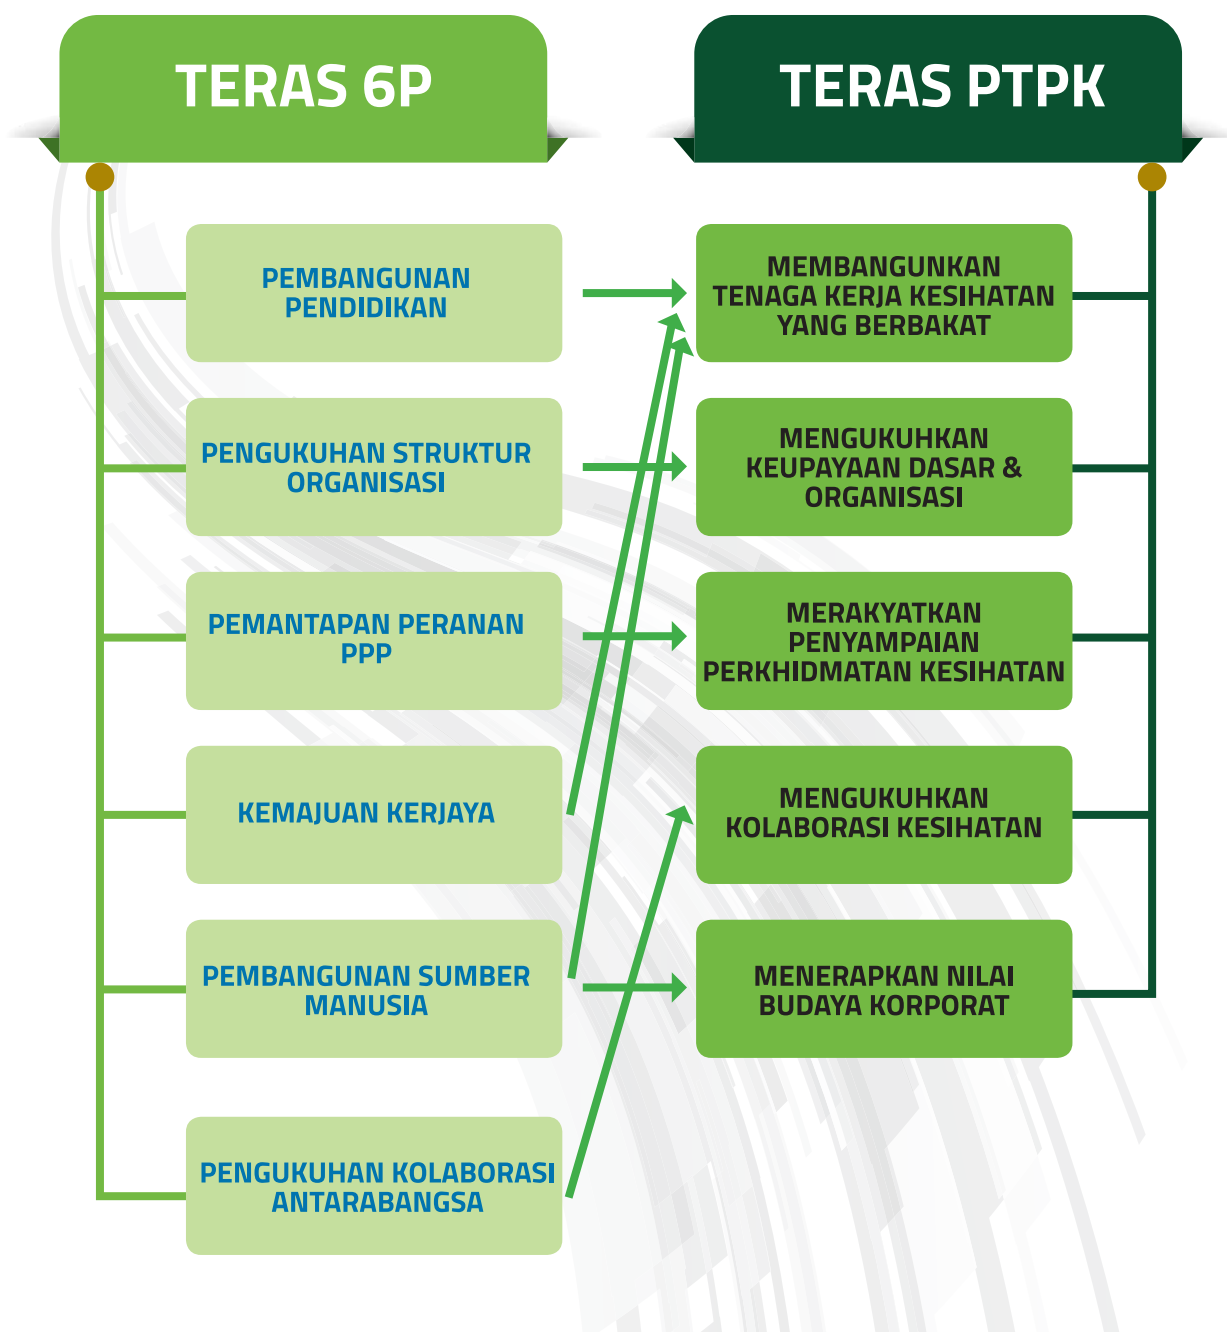 TERAS 6P
PEMBANGUNAN
PENDIDIKAN
PENGUKUHAN STRUKTUR
ORGANISASI
PEMANTAPAN PERANAN
PPP
KEMAJUAN KERJAYA
PEMBANGUNAN SUMBER
MANUSIA
PENGUKUHAN KOLABORASI
ANTARABANGSA
TERAS PTPK
MEMBANGUNKAN
TENAGA KERJA KESIHATAN
YANG BERBAKAT
MENGUKUHKAN
KEUPAYAAN DASAR &
ORGANISASI
MERAKYATKAN
PENYAMPAIAN
PERKHIDMATAN KESIHATAN
MENGUKUHKAN
KOLABORASI KESIHATAN
MENERAPKAN NILAI
BUDAYA KORPORAT